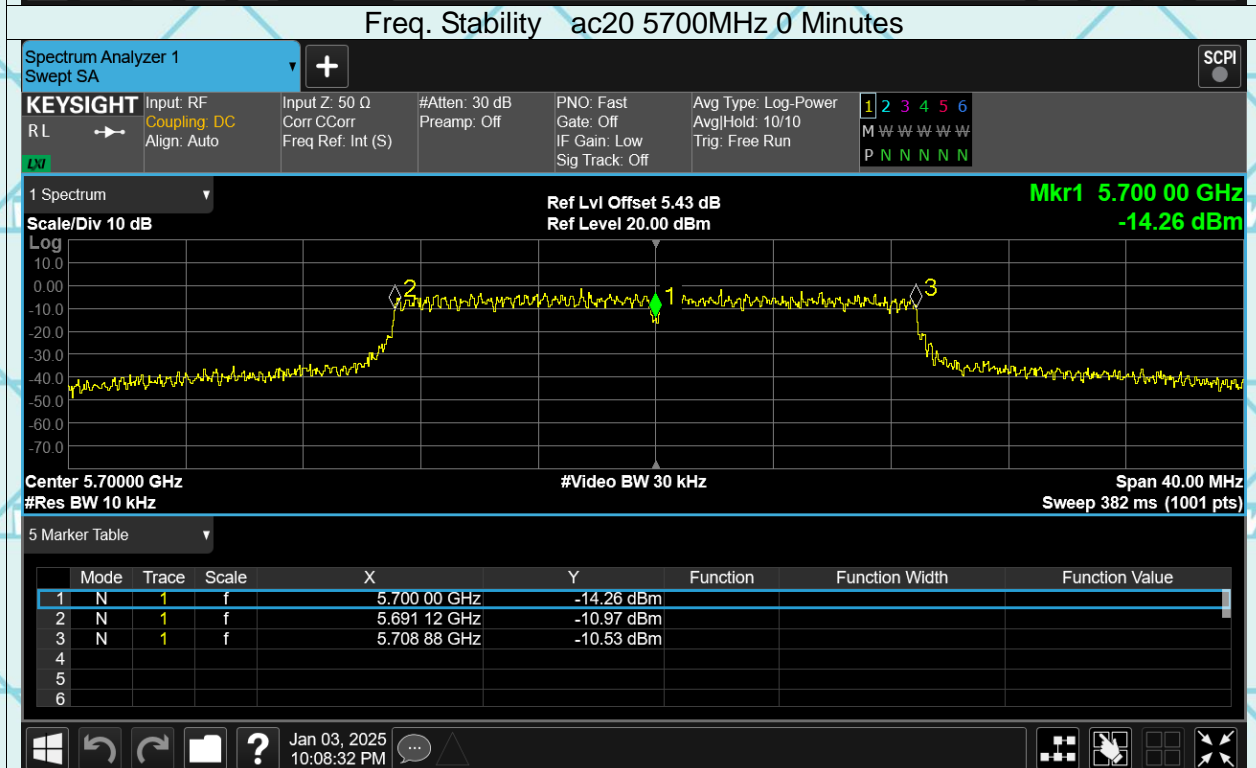 Freq. Stability ac20 5700MHz 0 Minutes
Spectrum Analyzer 1
Swept SA
+
SCPI
KEYSIGHT Input: RF Input Z: 50 Ω #Atten: 30 dB PNO: Fast Avg Type: Log-Power 1 2 3 4 5 6
R L Coupling: DC Corr CCorr Preamp: Off Gate: Off Avg|Hold: 10/10 M W W W W W
Align: Auto Freq Ref: Int (S) IF Gain: Low Trig: Free Run P N N N N N
LXI Sig Track: Off
1 Spectrum Ref Lvl Offset 5.43 dB Mkr1 5.700 00 GHz
Scale/Div 10 dB Ref Level 20.00 dBm -14.26 dBm
Log
10.0
0.00
2 1 3
-10.0
-20.0
-30.0
-40.0
-50.0
-60.0
-70.0
Center 5.70000 GHz #Video BW 30 kHz Span 40.00 MHz
#Res BW 10 kHz Sweep 382 ms (1001 pts)
5 Marker Table
Mode Trace Scale X Y Function Function Width Function Value
1 N 1 f 5.700 00 GHz -14.26 dBm
2 N 1 f 5.691 12 GHz -10.97 dBm
3 N 1 f 5.708 88 GHz -10.53 dBm
4
5
6
? Jan 03, 2025
10:08:32 PM